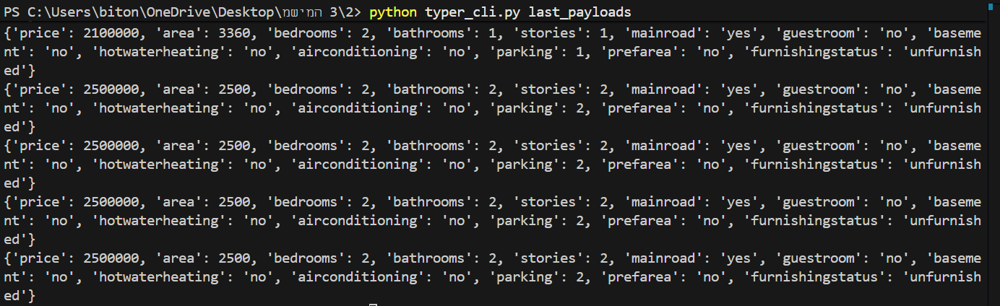 PS C:\Users\biton\OneDrive\Desktop\משימה 3\2> python typer_cli.py last_payloads
{'price': 2100000, 'area': 3360, 'bedrooms': 2, 'bathrooms': 1, 'stories': 1, 'mainroad': 'yes', 'guestroom': 'no', 'baseme
nt': 'no', 'hotwaterheating': 'no', 'airconditioning': 'no', 'parking': 1, 'prefarea': 'no', 'furnishingstatus': 'unfurnish
ed'}
{'price': 2500000, 'area': 2500, 'bedrooms': 2, 'bathrooms': 2, 'stories': 2, 'mainroad': 'yes', 'guestroom': 'no', 'baseme
nt': 'no', 'hotwaterheating': 'no', 'airconditioning': 'no', 'parking': 2, 'prefarea': 'no', 'furnishingstatus': 'unfurnish
ed'}
{'price': 2500000, 'area': 2500, 'bedrooms': 2, 'bathrooms': 2, 'stories': 2, 'mainroad': 'yes', 'guestroom': 'no', 'baseme
nt': 'no', 'hotwaterheating': 'no', 'airconditioning': 'no', 'parking': 2, 'prefarea': 'no', 'furnishingstatus': 'unfurnish
ed'}
{'price': 2500000, 'area': 2500, 'bedrooms': 2, 'bathrooms': 2, 'stories': 2, 'mainroad': 'yes', 'guestroom': 'no', 'baseme
nt': 'no', 'hotwaterheating': 'no', 'airconditioning': 'no', 'parking': 2, 'prefarea': 'no', 'furnishingstatus': 'unfurnish
ed'}
{'price': 2500000, 'area': 2500, 'bedrooms': 2, 'bathrooms': 2, 'stories': 2, 'mainroad': 'yes', 'guestroom': 'no', 'baseme
nt': 'no', 'hotwaterheating': 'no', 'airconditioning': 'no', 'parking': 2, 'prefarea': 'no', 'furnishingstatus': 'unfurnish
ed'}